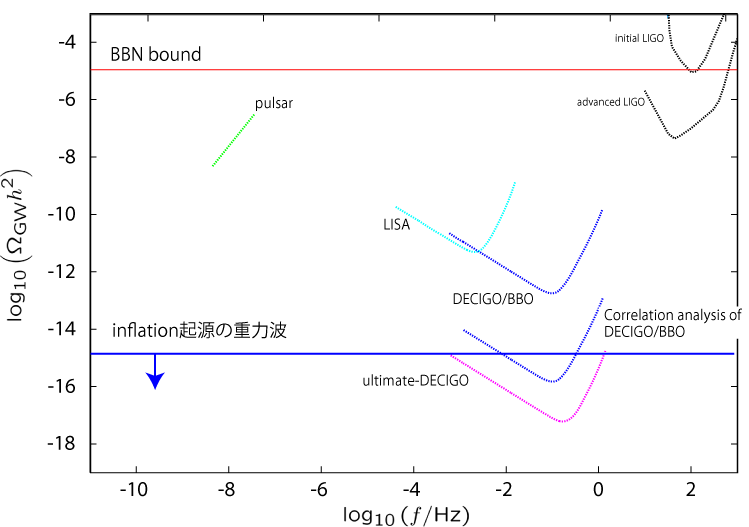 -4
-6
-8
-10
-12
-14
-16
-18
log10 (ΩGWh2)
BBN bound
pulsar
initial LIGO
advanced LIGO
LISA
DECIGO/BBO
Correlation analysis of
DECIGO/BBO
inflation起源の重力波
ultimate-DECIGO
-10
-8
-6
-4
-2
0
2
log10 (f/Hz)